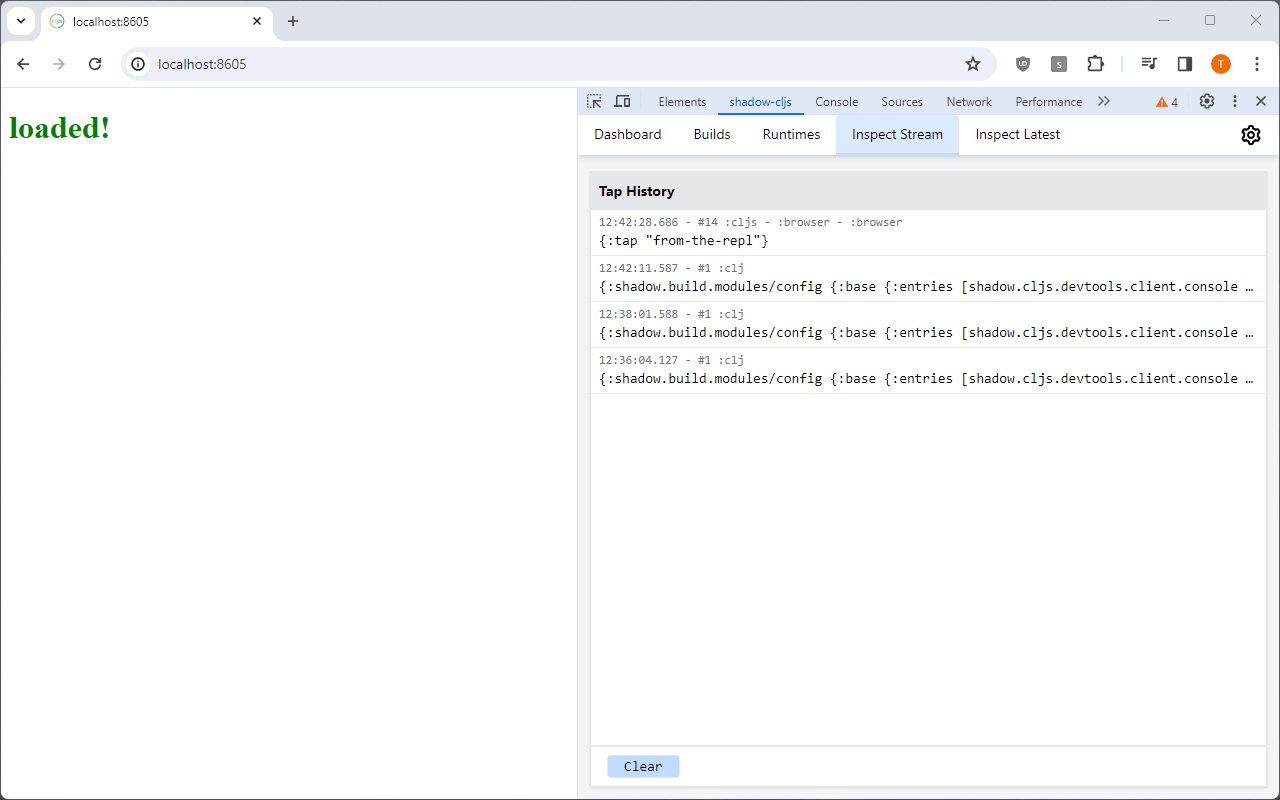 cljs localhost:8605
localhost:8605 s T
loaded!
Elements shadow-cljs Console Sources Network Performance 4
Dashboard Builds Runtimes Inspect Stream Inspect Latest
Tap History
12:42:28.686 - #14 :cljs - :browser - :browser
{:tap "from-the-repl"}
12:42:11.587 - #1 :clj
{:shadow.build.modules/config {:base {:entries [shadow.cljs.devtools.client.console …
12:38:01.588 - #1 :clj
{:shadow.build.modules/config {:base {:entries [shadow.cljs.devtools.client.console …
12:36:04.127 - #1 :clj
{:shadow.build.modules/config {:base {:entries [shadow.cljs.devtools.client.console …
Clear